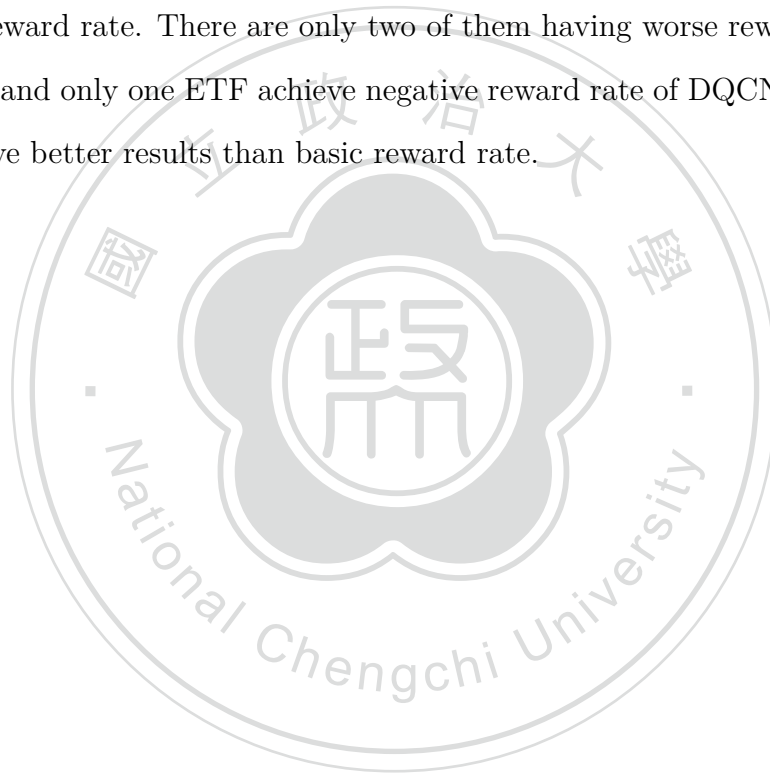 eward rate. There are only two of them having worse rew
and only one ETF achieve negative reward rate of DQCN
ve better results than basic reward rate.
國立政治大學
政
National Chengchi University